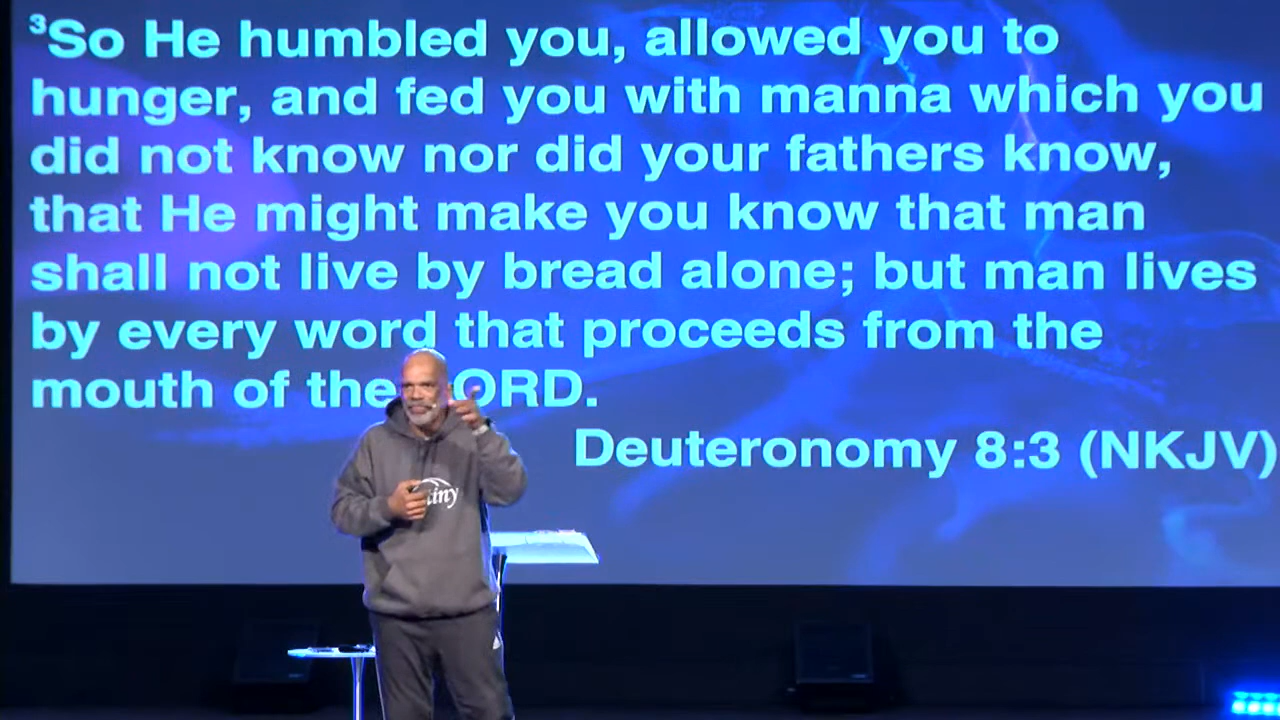 ³So He humbled you, allowed you to
hunger, and fed you with manna which you
did not know nor did your fathers know,
that He might make you know that man
shall not live by bread alone; but man lives
by every word that proceeds from the
mouth of the ORD.
Deuteronomy 8:3 (NKJV)
tiny